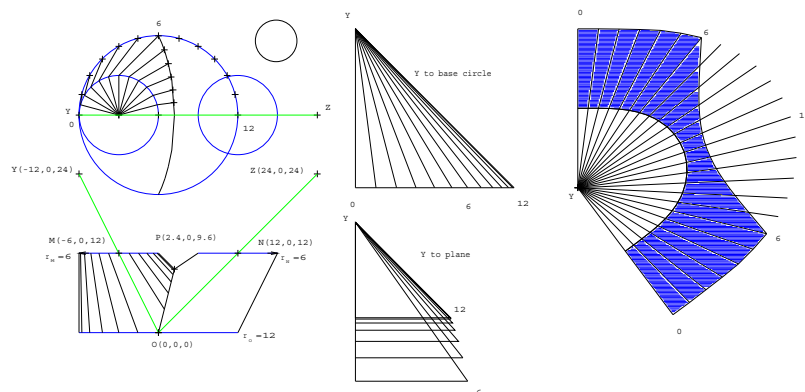 6
Y
0
12
Z
Y(-12,0,24)
Z(24,0,24)
M(-6,0,12)
P(2.4,0,9.6)
N(12,0,12)
r_M =6
r_N =6
O(0,0,0)
r_O =12
Y
Y to base circle
0
6
12
Y
Y to plane
12
6
0
6
1
Y
6
0